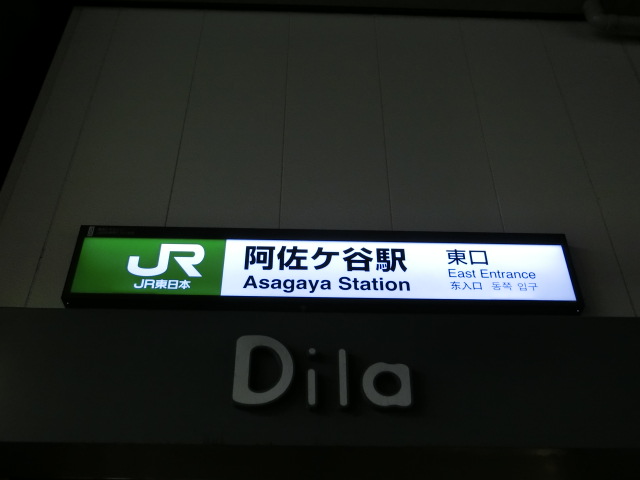 JR
JR東日本
阿佐ケ谷駅
Asagaya Station
東口
East Entrance
东入口 동쪽 입구
Dila